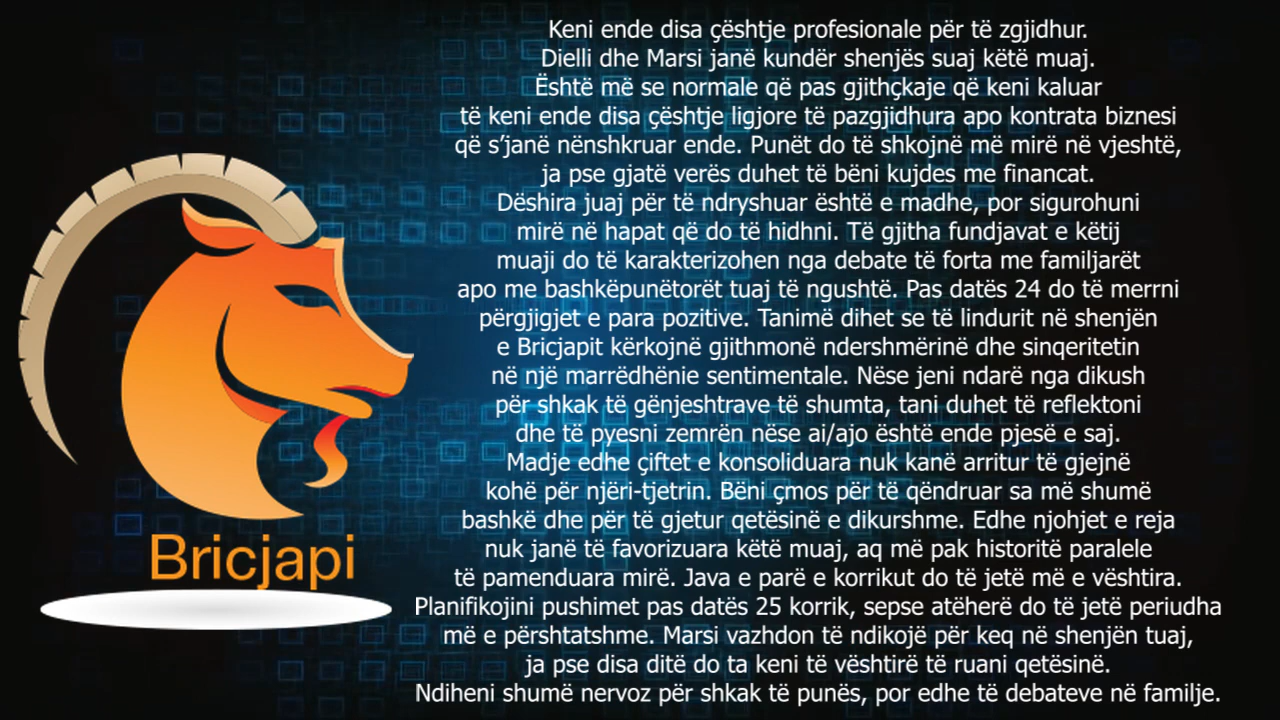 Keni ende disa çështje profesionale për të zgjidhur.
Dielli dhe Marsi janë kundër shenjës suaj këtë muaj.
Është më se normale që pas gjithçkaje që keni kaluar
të keni ende disa çështje ligjore të pazgjidhura apo kontrata biznesi
që s’janë nënshkruar ende. Punët do të shkojnë më mirë në vjeshtë,
ja pse gjatë verës duhet të bëni kujdes me financat.
Dëshira juaj për të ndryshuar është e madhe, por sigurohuni
mirë në hapat që do të hidhni. Të gjitha fundjavat e këtij
muaji do të karakterizohen nga debate të forta me familjarët
apo me bashkëpunëtorët tuaj të ngushtë. Pas datës 24 do të merrni
përgjigjet e para pozitive. Tanimë dihet se të lindurit në shenjën
e Bricjapit kërkojnë gjithmonë ndershmërinë dhe sinqeritetin
në një marrëdhënie sentimentale. Nëse jeni ndarë nga dikush
për shkak të gënjeshtrave të shumta, tani duhet të reflektoni
dhe të pyesni zemrën nëse ai/ajo është ende pjesë e saj.
Madje edhe çiftet e konsoliduara nuk kanë arritur të gjejnë
kohë për njëri-tjetrin. Bëni çmos për të qëndruar sa më shumë
bashkë dhe për të gjetur qetësinë e dikurshme. Edhe njohjet e reja
nuk janë të favorizuara këtë muaj, aq më pak historitë paralele
të pamenduara mirë. Java e parë e korrikut do të jetë më e vështira.
Planifikojini pushimet pas datës 25 korrik, sepse atëherë do të jetë periudha
më e përshtatshme. Marsi vazhdon të ndikojë për keq në shenjën tuaj,
ja pse disa ditë do ta keni të vështirë të ruani qetësinë.
Ndiheni shumë nervoz për shkak të punës, por edhe të debateve në familje.
Bricjapi